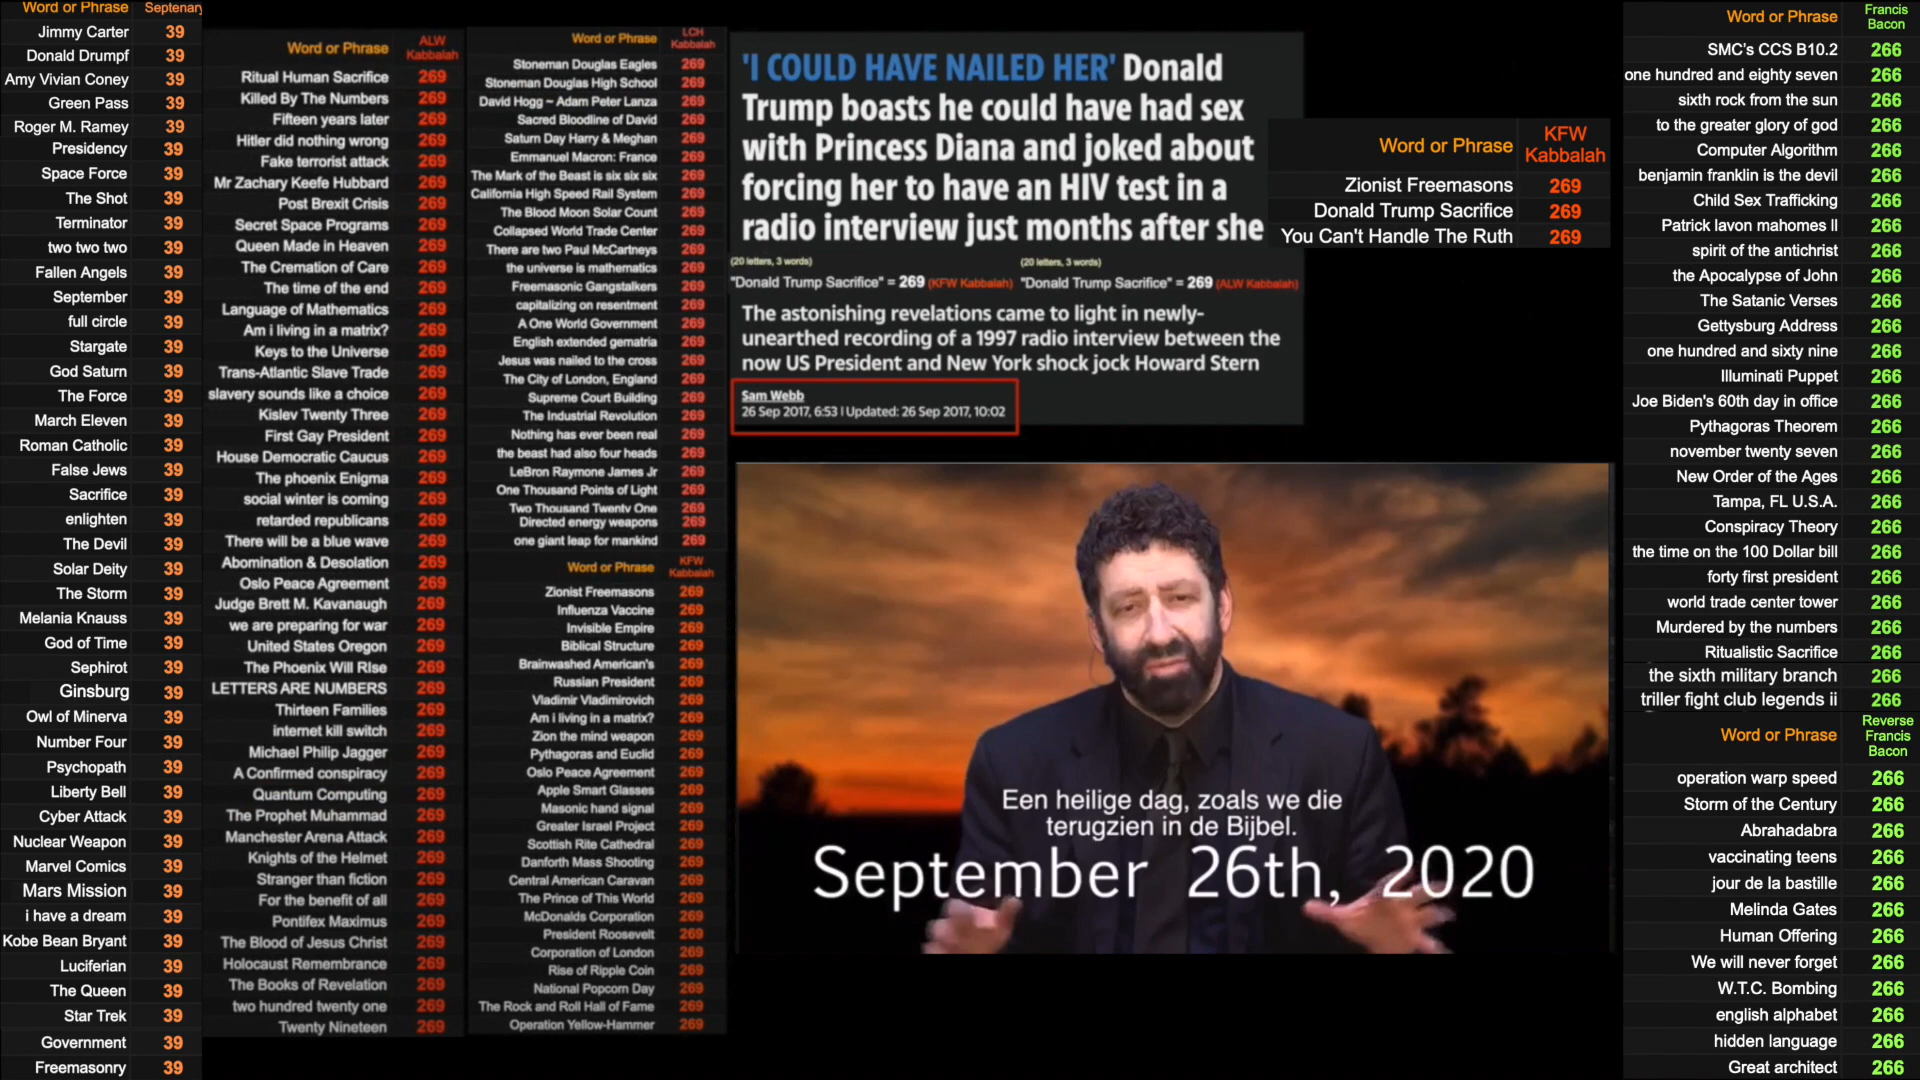 Word or Phrase Septenary
Jimmy Carter 39
Donald Drumpf 39
Amy Vivian Coney 39
Green Pass 39
Roger M. Ramey 39
Presidency 39
Space Force 39
The Shot 39
Terminator 39
two two two 39
Fallen Angels 39
September 39
full circle 39
Stargate 39
God Saturn 39
The Force 39
March Eleven 39
Roman Catholic 39
False Jews 39
Sacrifice 39
enlighten 39
The Devil 39
Solar Deity 39
The Storm 39
Melania Knauss 39
God of Time 39
Sephirot 39
Ginsburg 39
Owl of Minerva 39
Number Four 39
Psychopath 39
Liberty Bell 39
Cyber Attack 39
Nuclear Weapon 39
Marvel Comics 39
Mars Mission 39
i have a dream 39
Kobe Bean Bryant 39
Luciferian 39
The Queen 39
Star Trek 39
Government 39
Freemasonry 39
Word or Phrase ALW Kabbalah
Ritual Human Sacrifice 269
Killed By The Numbers 269
Fifteen years later 269
Hitler did nothing wrong 269
Fake terrorist attack 269
Mr Zachary Keefe Hubbard 269
Post Brexit Crisis 269
Secret Space Programs 269
Queen Made in Heaven 269
The Cremation of Care 269
The time of the end 269
Language of Mathematics 269
Am i living in a matrix? 269
Keys to the Universe 269
Trans-Atlantic Slave Trade 269
slavery sounds like a choice 269
Kislev Twenty Three 269
First Gay President 269
House Democratic Caucus 269
The phoenix Enigma 269
social winter is coming 269
retarded republicans 269
There will be a blue wave 269
Abomination & Desolation 269
Oslo Peace Agreement 269
Judge Brett M. Kavanaugh 269
we are preparing for war 269
United States Oregon 269
The Phoenix Will RIse 269
LETTERS ARE NUMBERS 269
Thirteen Families 269
internet kill switch 269
Michael Philip Jagger 269
A Confirmed conspiracy 269
Quantum Computing 269
The Prophet Muhammad 269
Manchester Arena Attack 269
Knights of the Helmet 269
Stranger than fiction 269
For the benefit of all 269
Pontifex Maximus 269
The Blood of Jesus Christ 269
Holocaust Remembrance 269
The Books of Revelation 269
two hundred twenty one 269
Twenty Nineteen 269
Word or Phrase LCH Kabbalah
Stoneman Douglas Eagles 269
Stoneman Douglas High School 269
David Hogg ~ Adam Peter Lanza 269
Sacred Bloodline of David 269
Saturn Day Harry & Meghan 269
Emmanuel Macron: France 269
The Mark of the Beast is six six six 269
California High Speed Rail System 269
The Blood Moon Solar Count 269
Collapsed World Trade Center 269
There are two Paul McCartneys 269
the universe is mathematics 269
Freemasonic Gangstalkers 269
capitalizing on resentment 269
A One World Government 269
English extended gematria 269
Jesus was nailed to the cross 269
The City of London, England 269
Supreme Court Building 269
The Industrial Revolution 269
Nothing has ever been real 269
the beast had also four heads 269
LeBron Raymone James Jr 269
One Thousand Points of Light 269
Two Thousand Twenty One 269
Directed energy weapons 269
one giant leap for mankind 269
Word or Phrase KFW Kabbalah
Zionist Freemasons 269
Influenza Vaccine 269
Invisible Empire 269
Biblical Structure 269
Brainwashed American's 269
Russian President 269
Vladimir Vladimirovich 269
Am i living in a matrix? 269
Zion the mind weapon 269
Pythagoras and Euclid 269
Oslo Peace Agreement 269
Apple Smart Glasses 269
Masonic hand signal 269
Greater Israel Project 269
Scottish Rite Cathedral 269
Danforth Mass Shooting 269
Central American Caravan 269
The Prince of This World 269
McDonalds Corporation 269
President Roosevelt 269
Corporation of London 269
Rise of Ripple Coin 269
National Popcorn Day 269
The Rock and Roll Hall of Fame 269
Operation Yellow-Hammer 269
'I COULD HAVE NAILED HER' Donald
Trump boasts he could have had sex
with Princess Diana and joked about
forcing her to have an HIV test in a
radio interview just months after she
(20 letters, 3 words) (20 letters, 3 words)
"Donald Trump Sacrifice" = 269 (KFW Kabbalah) "Donald Trump Sacrifice" = 269 (ALW Kabbalah)
The astonishing revelations came to light in newly-
unearthed recording of a 1997 radio interview between the
now US President and New York shock jock Howard Stern
Sam Webb
26 Sep 2017, 6:53 | Updated: 26 Sep 2017, 10:02
Word or Phrase KFW Kabbalah
Zionist Freemasons 269
Donald Trump Sacrifice 269
You Can't Handle The Ruth 269
Een heilige dag, zoals we die
terugzien in de Bijbel.
September 26th, 2020
Word or Phrase Francis Bacon
SMC's CCS B10.2 266
one hundred and eighty seven 266
sixth rock from the sun 266
to the greater glory of god 266
Computer Algorithm 266
benjamin franklin is the devil 266
Child Sex Trafficking 266
Patrick lavon mahomes ll 266
spirit of the antichrist 266
the Apocalypse of John 266
The Satanic Verses 266
Gettysburg Address 266
one hundred and sixty nine 266
Illuminati Puppet 266
Joe Biden's 60th day in office 266
Pythagoras Theorem 266
november twenty seven 266
New Order of the Ages 266
Tampa, FL U.S.A. 266
Conspiracy Theory 266
the time on the 100 Dollar bill 266
forty first president 266
world trade center tower 266
Murdered by the numbers 266
Ritualistic Sacrifice 266
the sixth military branch 266
triller fight club legends ii 266
Word or Phrase Reverse Francis Bacon
operation warp speed 266
Storm of the Century 266
Abrahadabra 266
vaccinating teens 266
jour de la bastille 266
Melinda Gates 266
Human Offering 266
We will never forget 266
W.T.C. Bombing 266
english alphabet 266
hidden language 266
Great architect 266